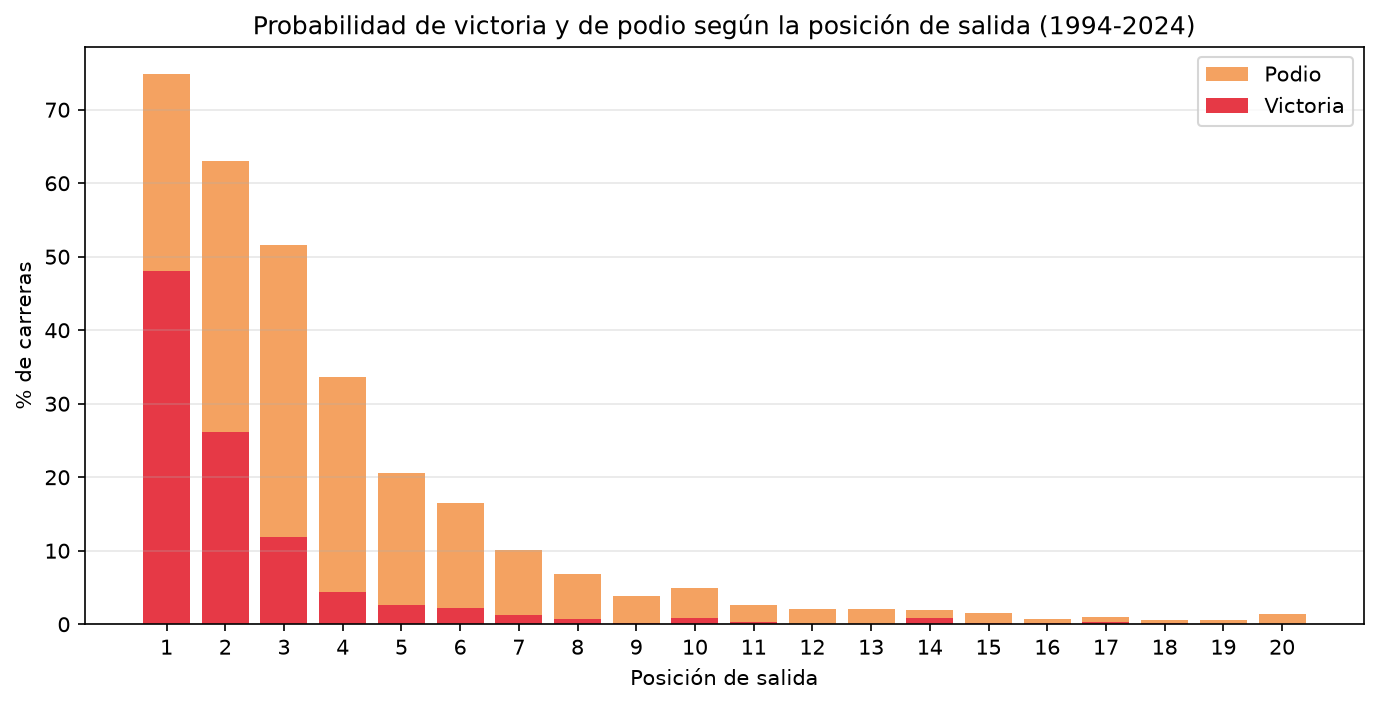 Probabilidad de victoria y de podio según la posición de salida (1994-2024)
Podio
Victoria
% de carreras
70
60
50
40
30
20
10
0
1 2 3 4 5 6 7 8 9 10 11 12 13 14 15 16 17 18 19 20
Posición de salida